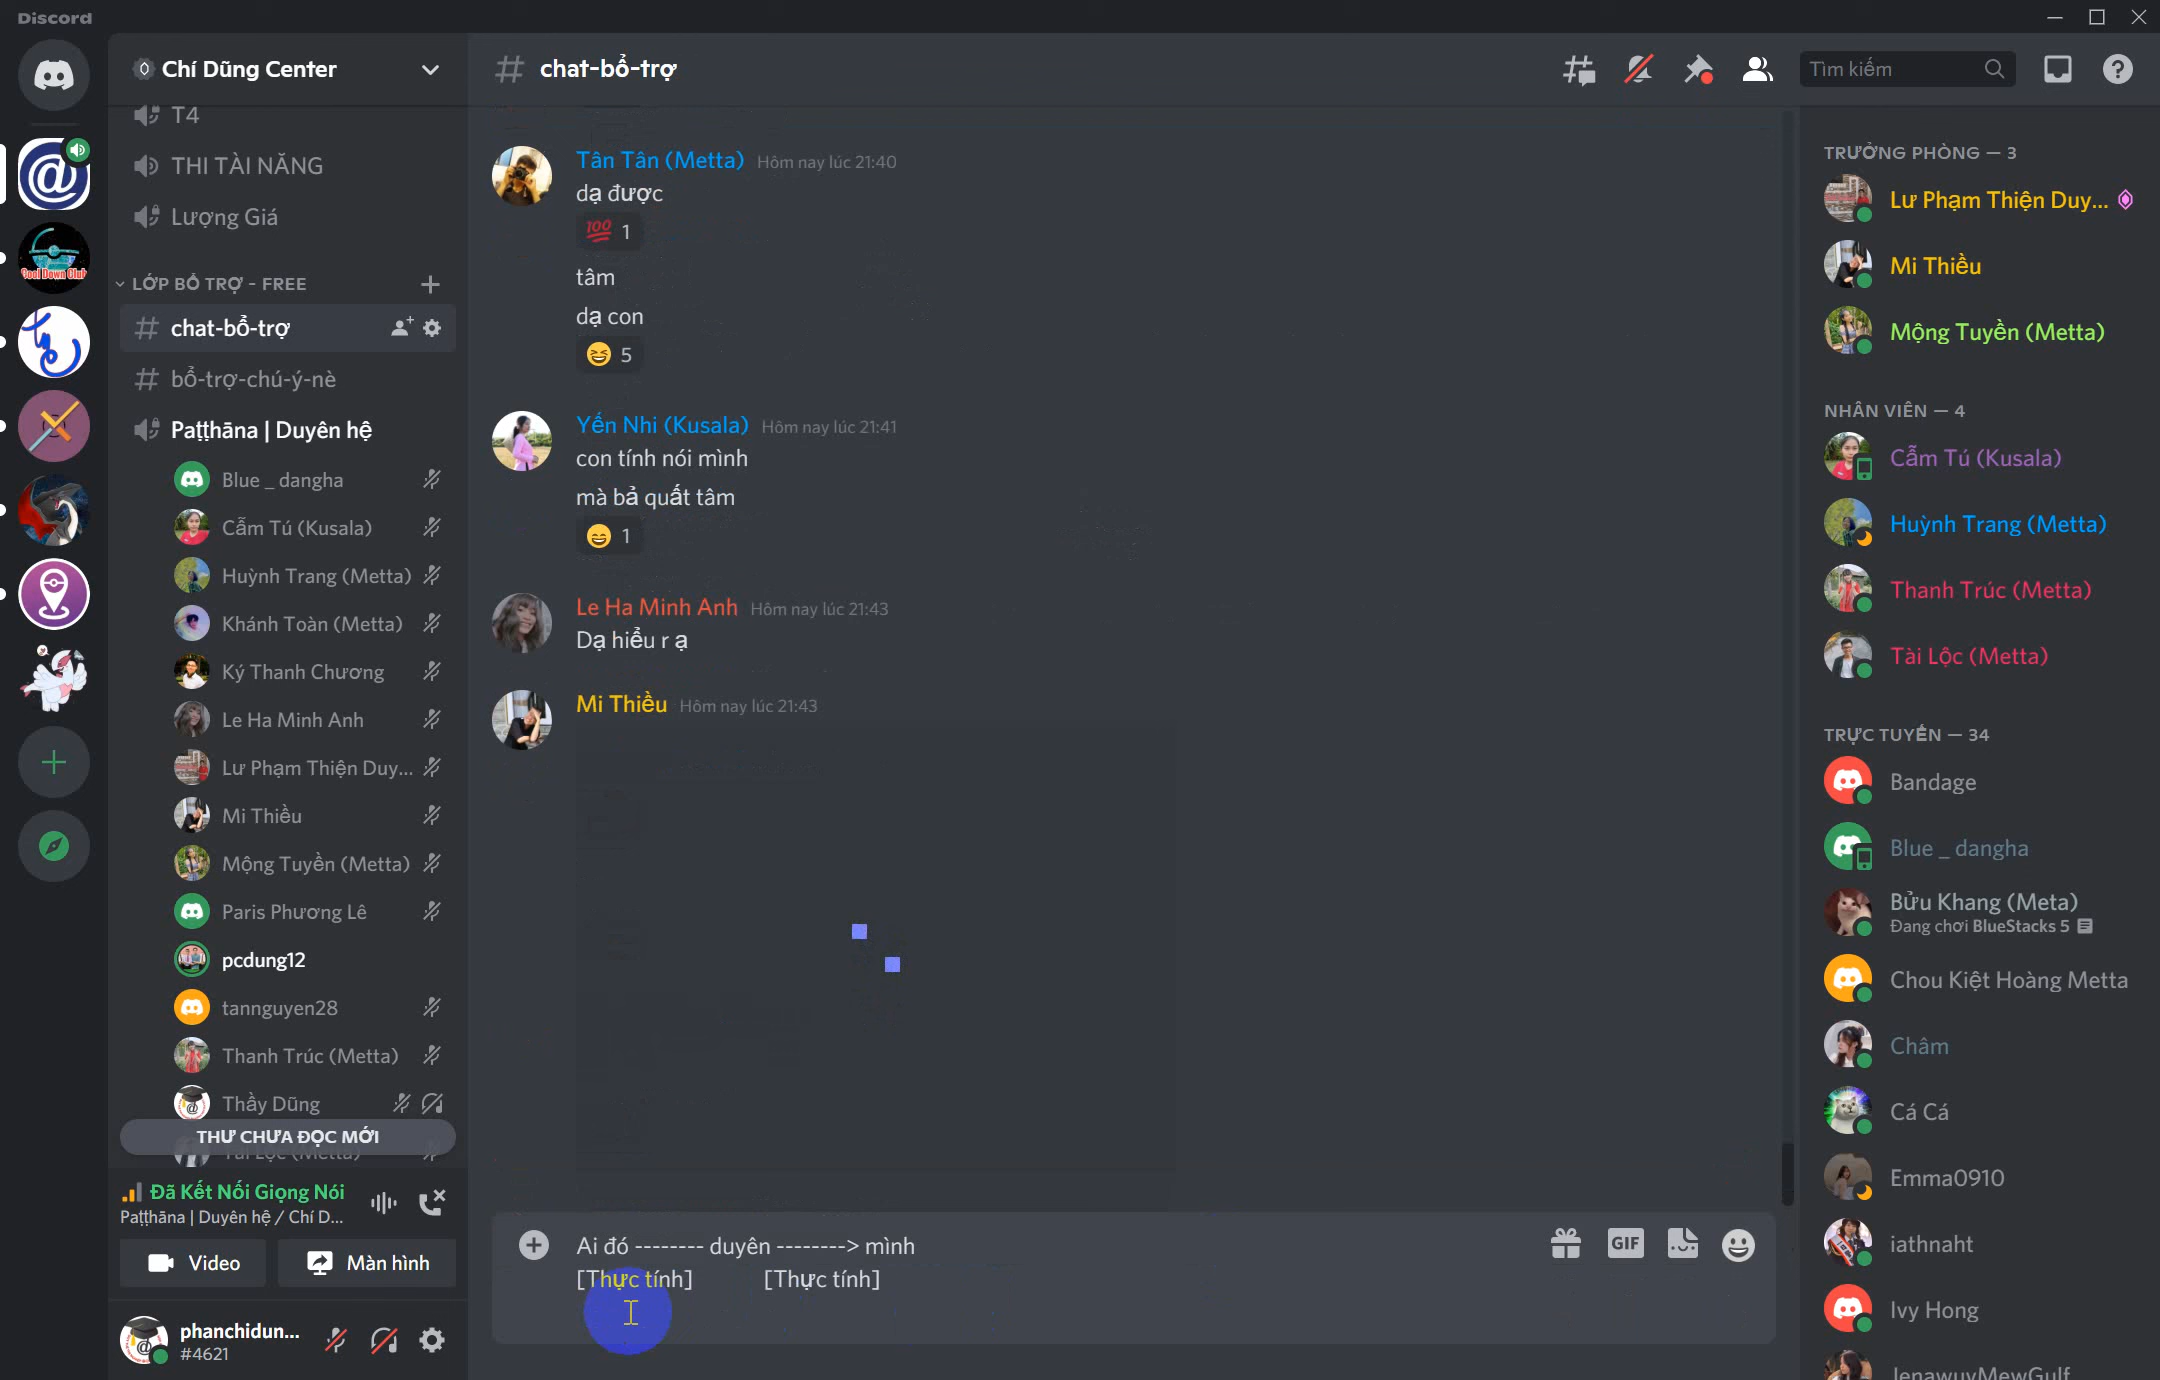 Discord
Chí Dũng Center
T4
THI TÀI NĂNG
Lượng Giá
LỚP BỔ TRỢ - FREE
chat-bổ-trợ
bổ-trợ-chú-ý-nè
Paṭṭhāna | Duyên hệ
Blue _ dangha
Cẫm Tú (Kusala)
Huỳnh Trang (Metta)
Khánh Toàn (Metta)
Ký Thanh Chương
Le Ha Minh Anh
Lư Phạm Thiện Duy...
Mi Thiều
Mộng Tuyền (Metta)
Paris Phương Lê
pcdung12
tannguyen28
Thanh Trúc (Metta)
Thầy Dũng
THƯ CHƯA ĐỌC MỚI
Tài Lộc (Metta)
Đã Kết Nối Giọng Nói
Paṭṭhāna | Duyên hệ / Chí D...
Video
Màn hình
phanchidun...
#4621
chat-bổ-trợ
Tìm kiếm
Tân Tân (Metta) Hôm nay lúc 21:40
dạ được
💯 1
tâm
dạ con
😆 5
Yến Nhi (Kusala) Hôm nay lúc 21:41
con tính nói mình
mà bả quất tâm
😄 1
Le Ha Minh Anh Hôm nay lúc 21:43
Dạ hiểu r ạ
Mi Thiều Hôm nay lúc 21:43
Ai đó -------- duyên --------> mình
[Thực tính] [Thực tính]
GIF
TRƯỞNG PHÒNG — 3
Lư Phạm Thiện Duy...
Mi Thiều
Mộng Tuyền (Metta)
NHÂN VIÊN — 4
Cẫm Tú (Kusala)
Huỳnh Trang (Metta)
Thanh Trúc (Metta)
Tài Lộc (Metta)
TRỰC TUYẾN — 34
Bandage
Blue _ dangha
Bửu Khang (Meta)
Đang chơi BlueStacks 5
Chou Kiệt Hoàng Metta
Châm
Cá Cá
Emma0910
iathnaht
Ivy Hong